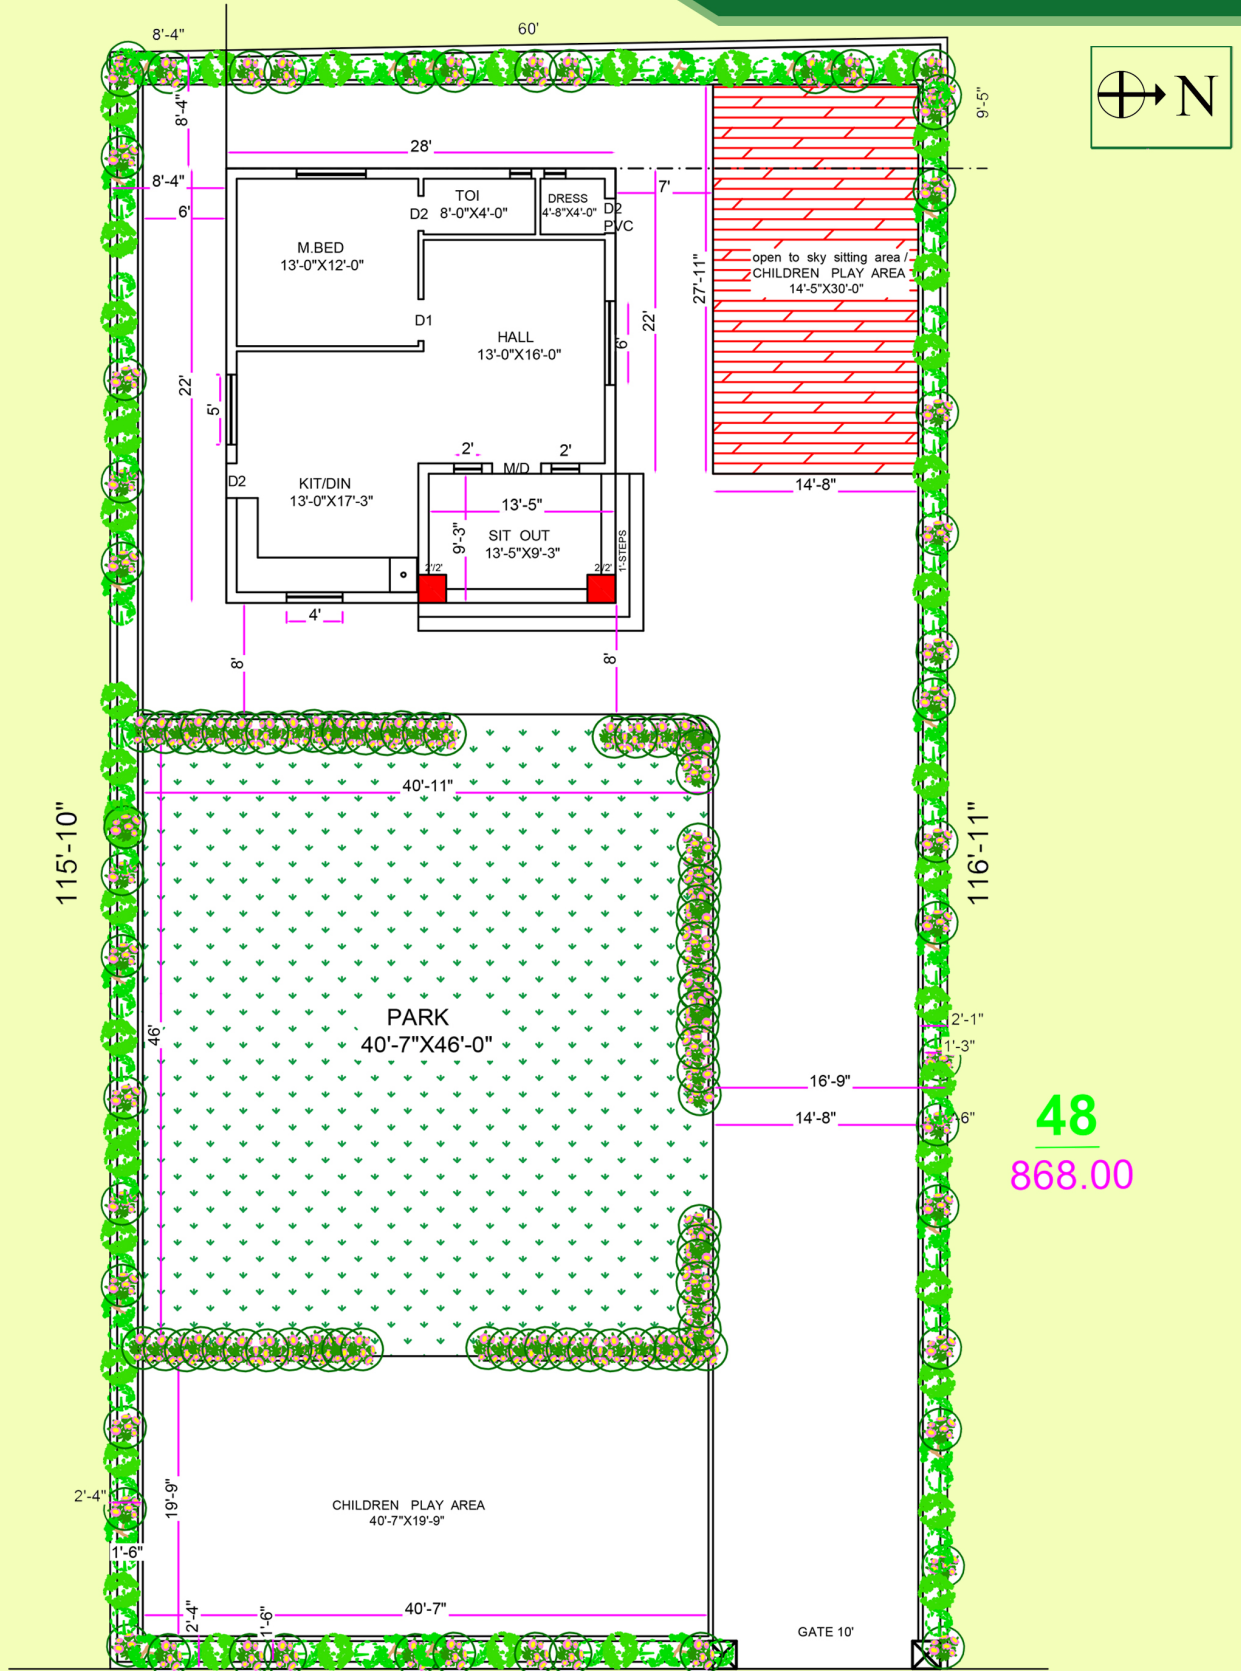 8'-4"
60'
N
9'-5"
8'-4"
28'
8'-4"
6'
7'
TOI
8'-0"X4'-0"
DRESS
4'-8"X4'-0"
D2
D2
PVC
M.BED
13'-0"X12'-0"
open to sky sitting area /
CHILDREN PLAY AREA
14'-5"X30'-0"
27'-11"
D1
22'
6'
HALL
13'-0"X16'-0"
22'
5'
2'
2'
M/D
D2
KIT/DIN
13'-0"X17'-3"
14'-8"
13'-5"
9'-3"
SIT OUT
13'-5"X9'-3"
1'-STEPS
2'/2'
2'/2'
4'
8'
8'
40'-11"
115'-10"
116'-11"
PARK
40'-7"X46'-0"
46'
2'-1"
1'-3"
16'-9"
14'-8"
-6"
48
868.00
2'-4"
19'-9"
CHILDREN PLAY AREA
40'-7"X19'-9"
1'-6"
2'-4"
1'-6"
40'-7"
GATE 10'